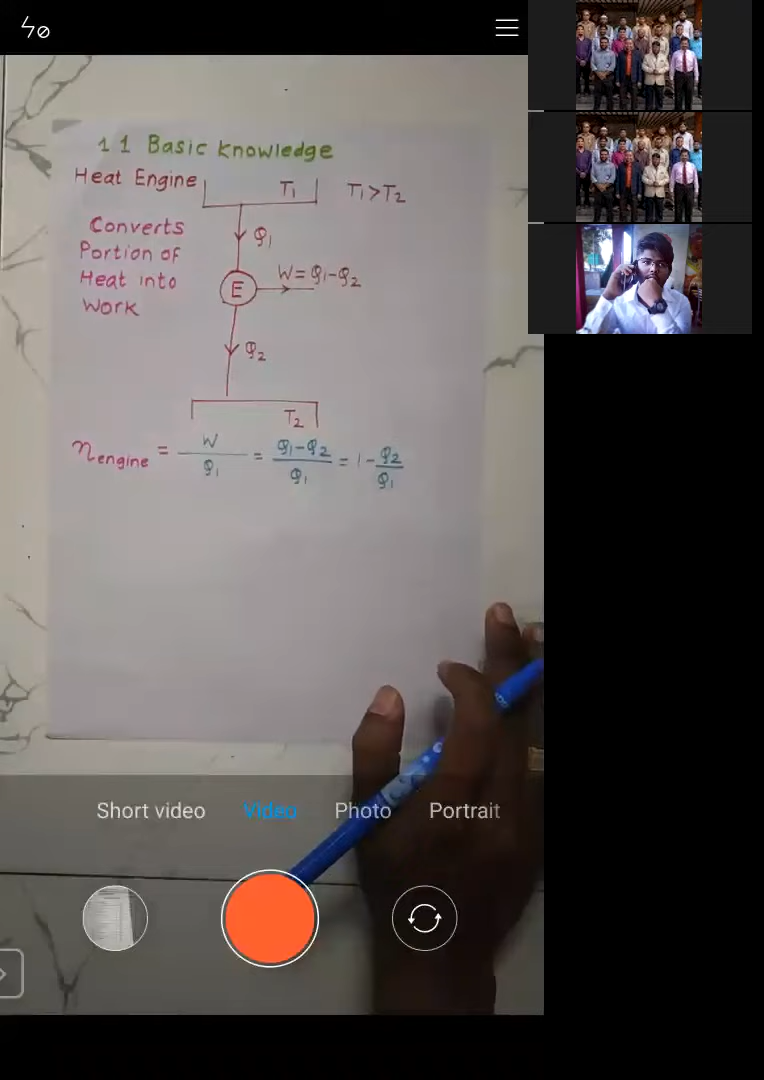 1 1 Basic knowledge
Heat Engine
T1
T1>T2
Converts
Portion of
Heat into
Work
Q1
E
W=Q1-Q2
Q2
T2
ηengine = W/Q1 = Q1-Q2/Q1 = 1-Q2/Q1
Short video Video Photo Portrait